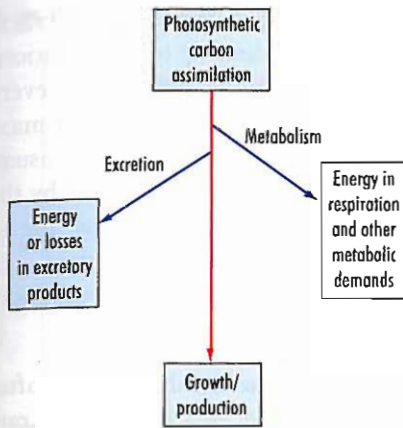 Photosynthetic
carbon
assimilation
Metabolism
Excretion
Energy
or losses
in excretory
products
Energy in
respiration
and other
metabolic
demands
Growth/
production